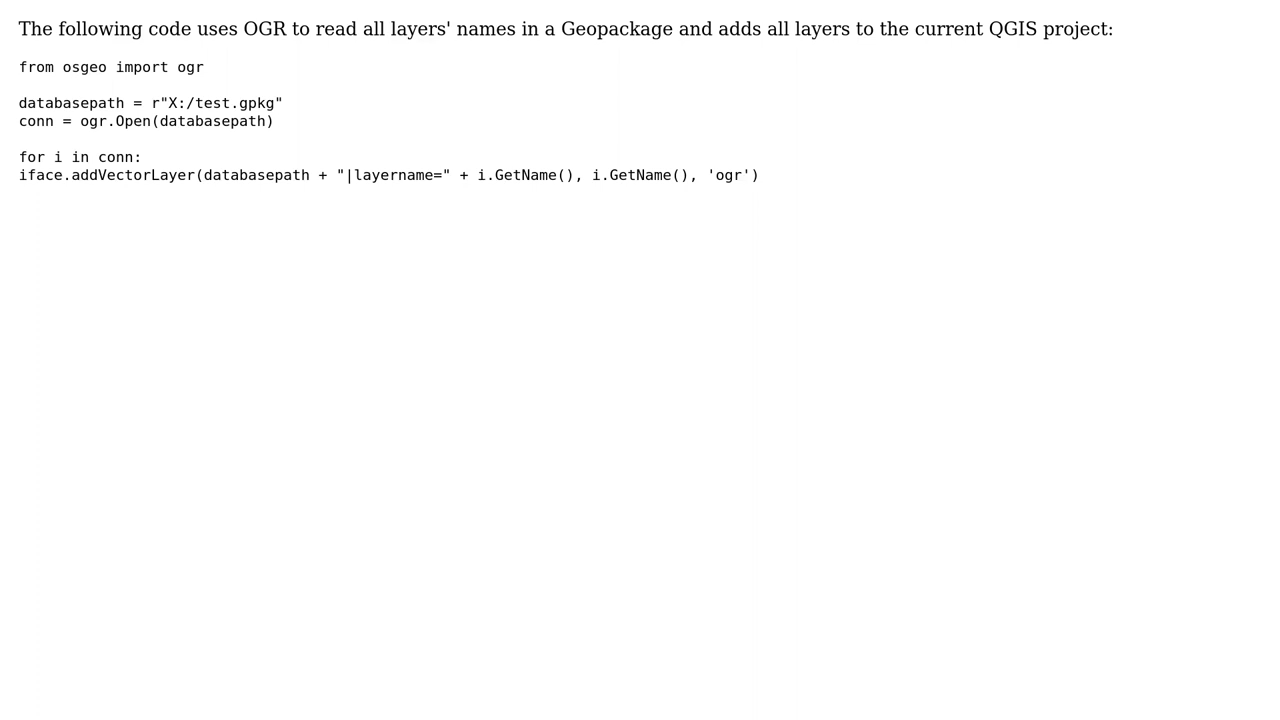 The following code uses OGR to read all layers' names in a Geopackage and adds all layers to the current QGIS project:
from osgeo import ogr
databasepath = r"X:/test.gpkg"
conn = ogr.Open(databasepath)
for i in conn:
iface.addVectorLayer(databasepath + "|layername=" + i.GetName(), i.GetName(), 'ogr')